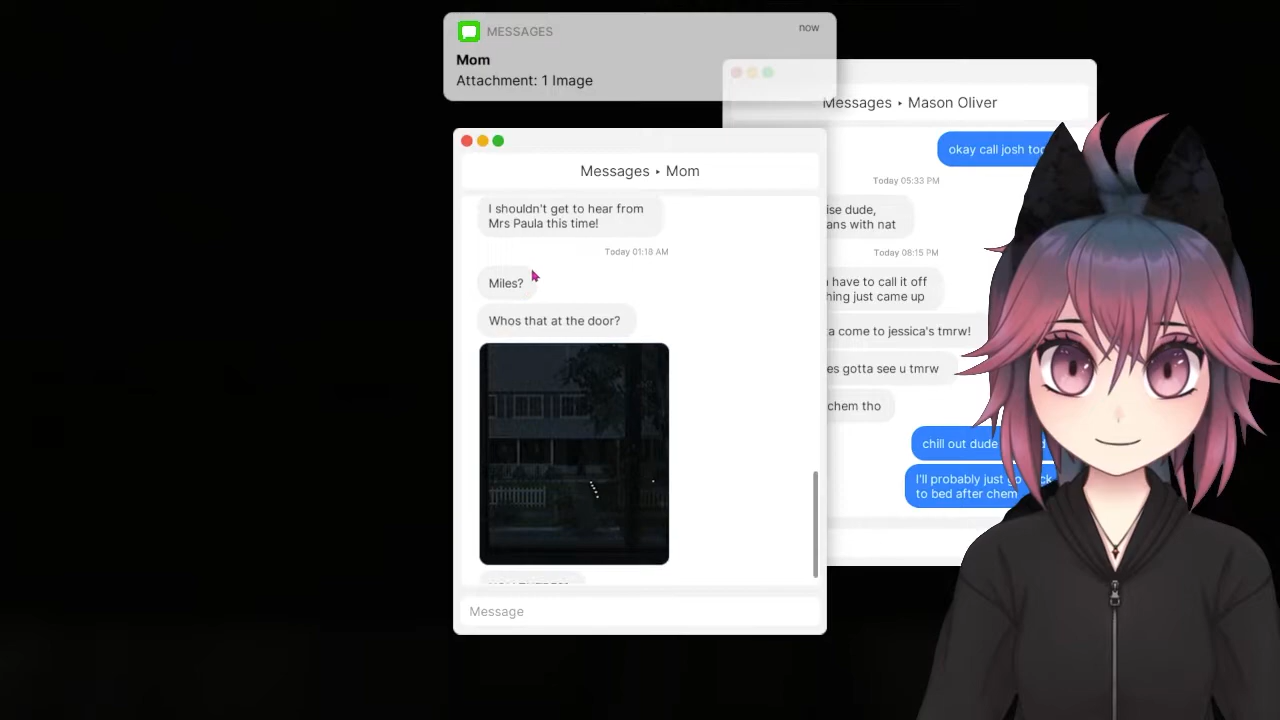 MESSAGES
now
Mom
Attachment: 1 Image
Messages ‣ Mason Oliver
okay call josh too
Today 05:33 PM
ise dude,
ans with nat
Today 08:15 PM
have to call it off
hing just came up
a come to jessica's tmrw!
es gotta see u tmrw
chem tho
chill out dude
I'll probably just go
to bed after chem
Messages ‣ Mom
I shouldn't get to hear from
Mrs Paula this time!
Today 01:18 AM
Miles?
Whos that at the door?
Message